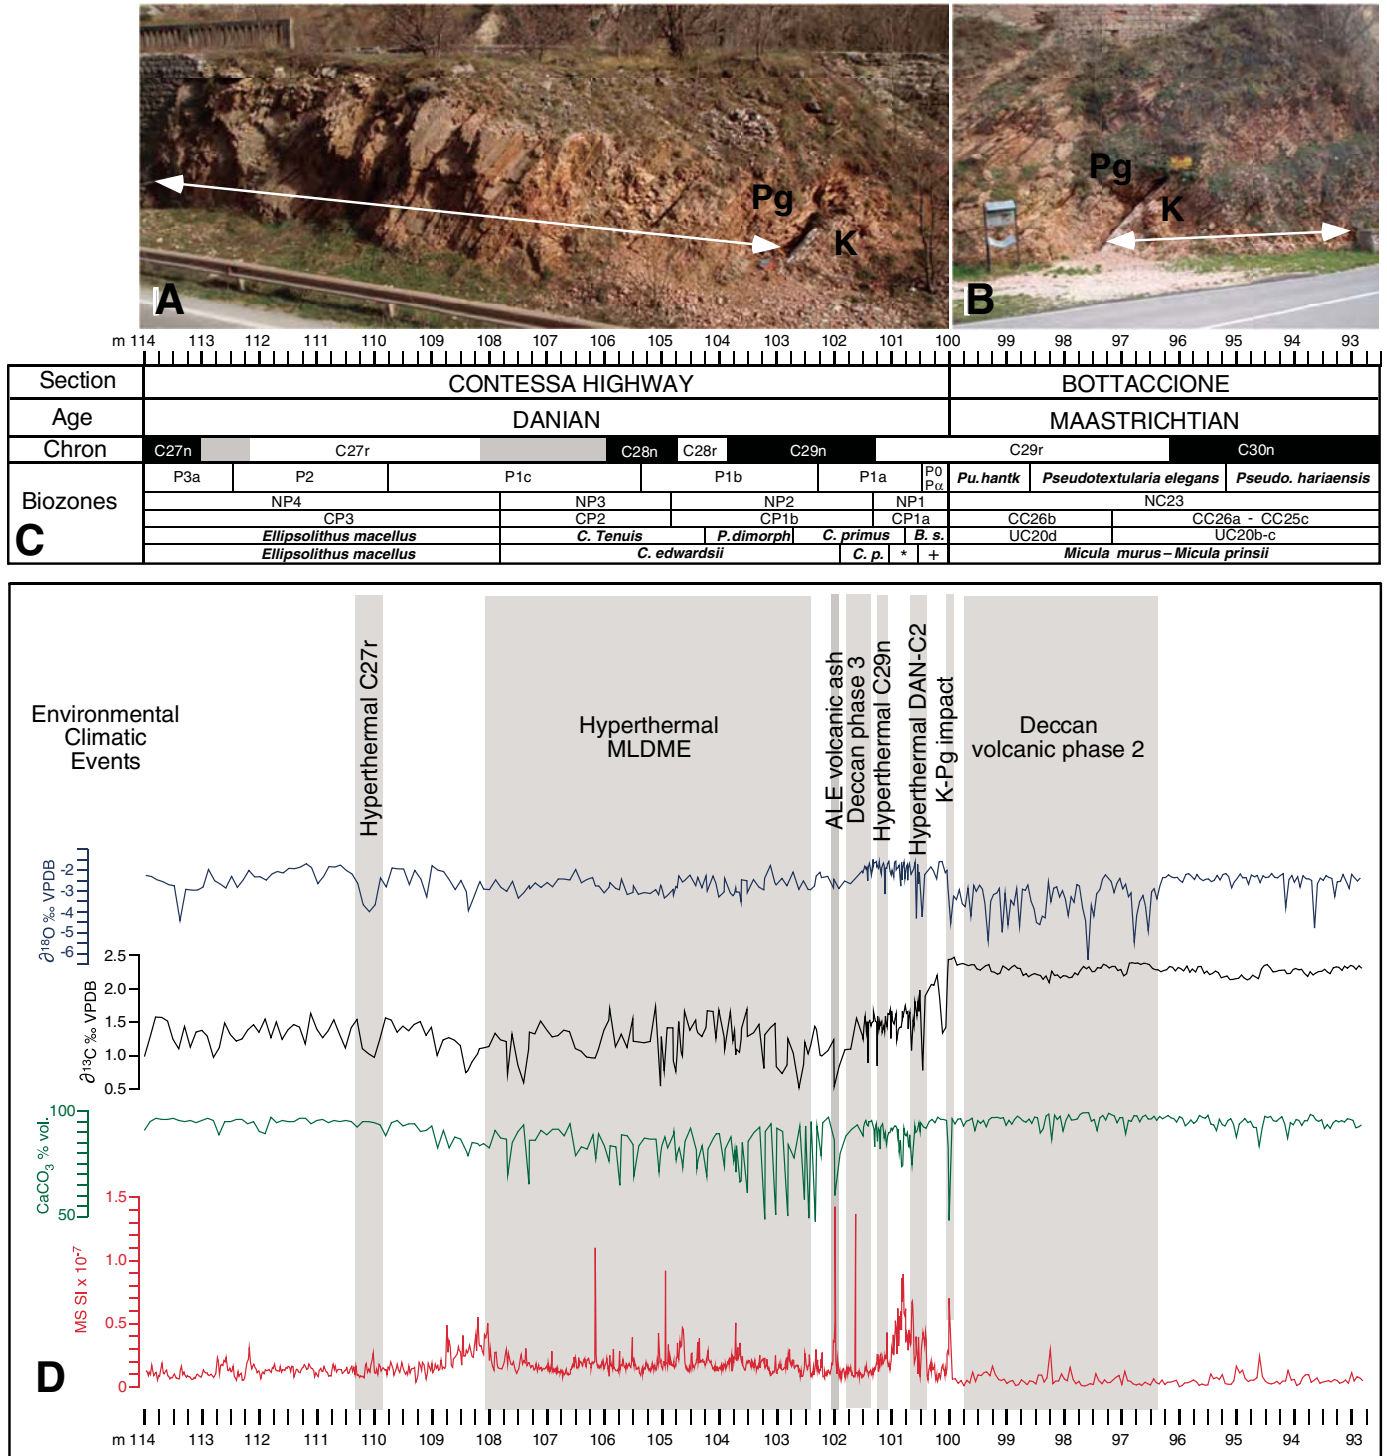 Pg
K
A
Pg
K
B
m 114 113 112 111 110 109 108 107 106 105 104 103 102 101 100 99 98 97 96 95 94 93
Section CONTESSA HIGHWAY BOTTACCIONE
Age DANIAN MAASTRICHTIAN
Chron C27n C27r C28n C28r C29n C29r C30n
Biozones
P3a P2 P1c P1b P1a P0 Pα Pu. hantk Pseudotextularia elegans Pseudo. hariaensis
NP4 NP3 NP2 NP1 NC23
CP3 CP2 CP1b CP1a CC26b CC26a - CC25c
Ellipsolithus macellus C. Tenuis P.dimorph C. primus B. s. UC20d UC20b-c
Ellipsolithus macellus C. edwardsii C. p. * + Micula murus – Micula prinsii
C
Environmental
Climatic
Events
Hyperthermal C27r
Hyperthermal
MLDME
ALE volcanic ash
Deccan phase 3
Hyperthermal C29n
Hyperthermal DAN-C2
K-Pg impact
Deccan
volcanic phase 2
∂18O ‰ VPDB
-2
-3
-4
-5
-6
∂13C ‰ VPDB
2.5
2.0
1.5
1.0
0.5
CaCO3 % vol.
100
50
MS SI x 10-7
1.5
1.0
0.5
0
D
m 114 113 112 111 110 109 108 107 106 105 104 103 102 101 100 99 98 97 96 95 94 93